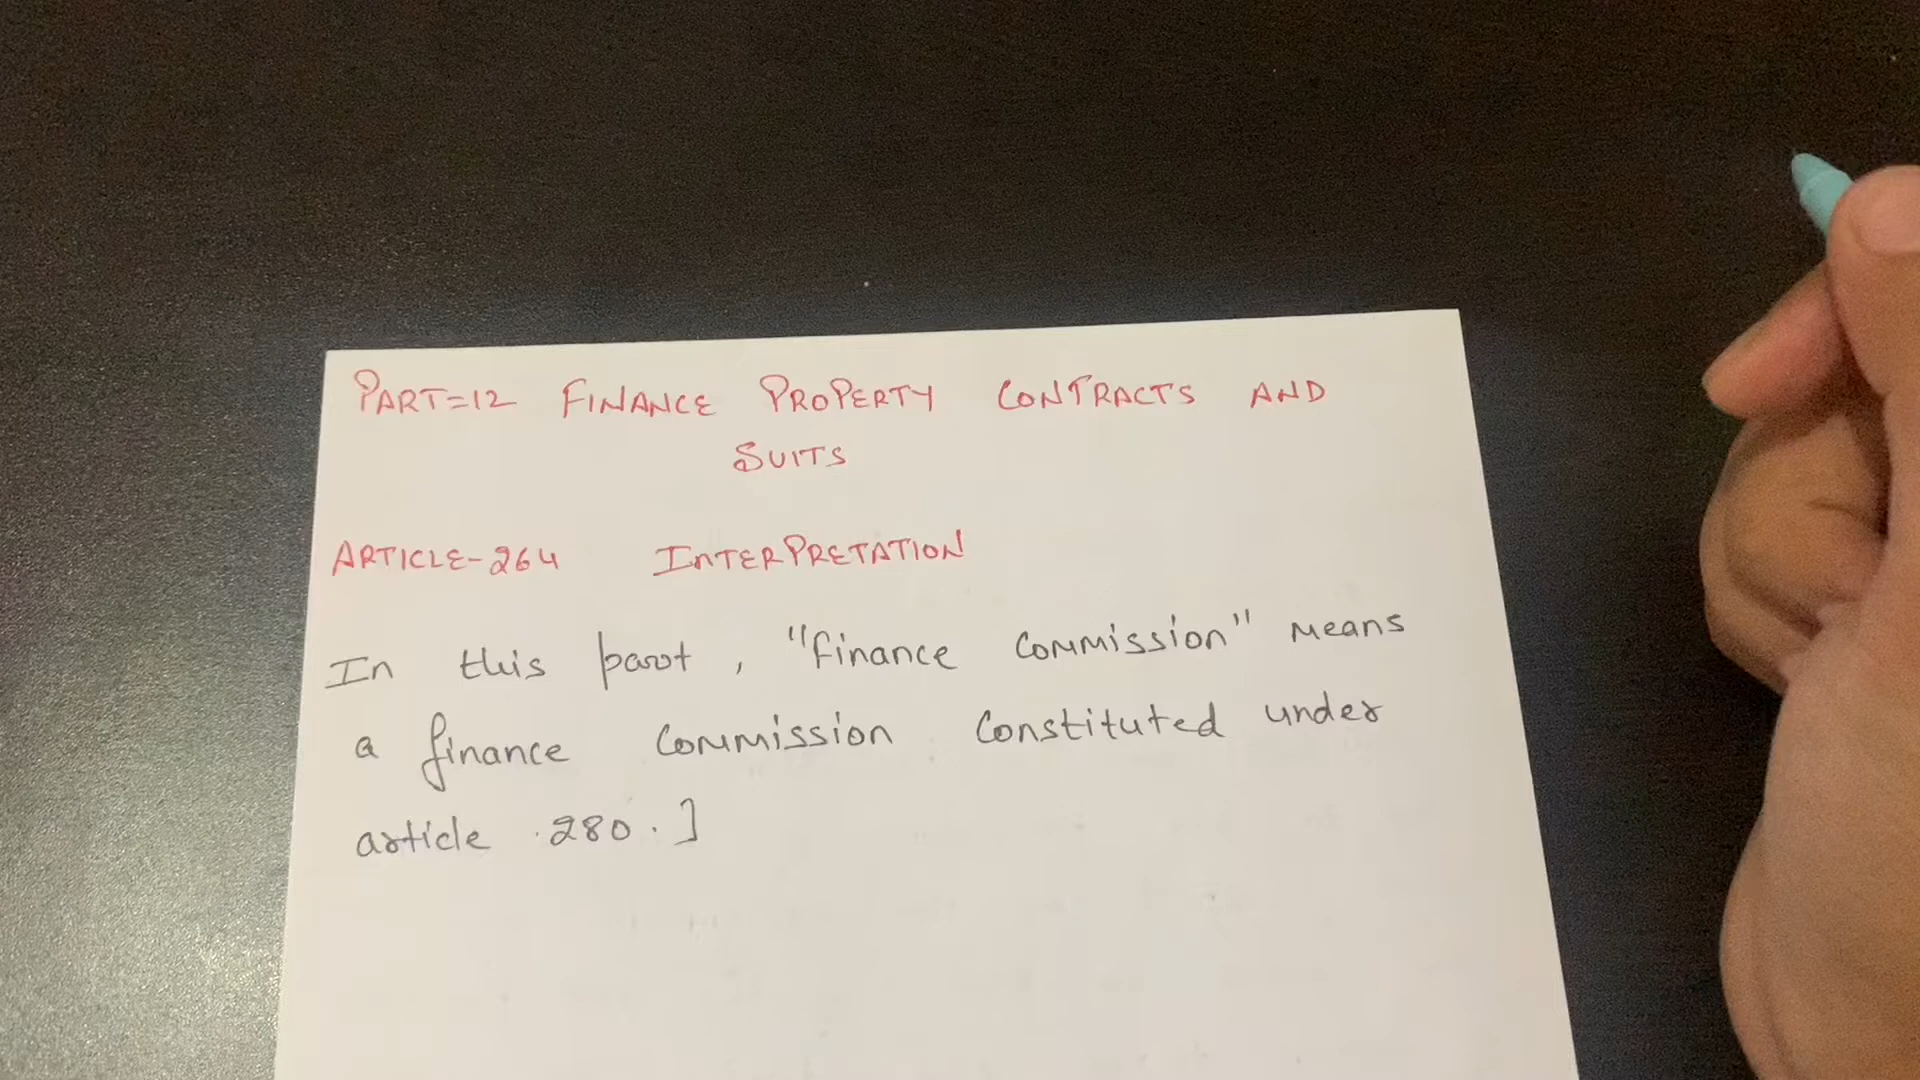 PART=12 FINANCE PROPERTY CONTRACTS AND
SUITS
ARTICLE-264 INTERPRETATION
In this part, "finance Commission" means
a finance Commission Constituted under
article 280.]